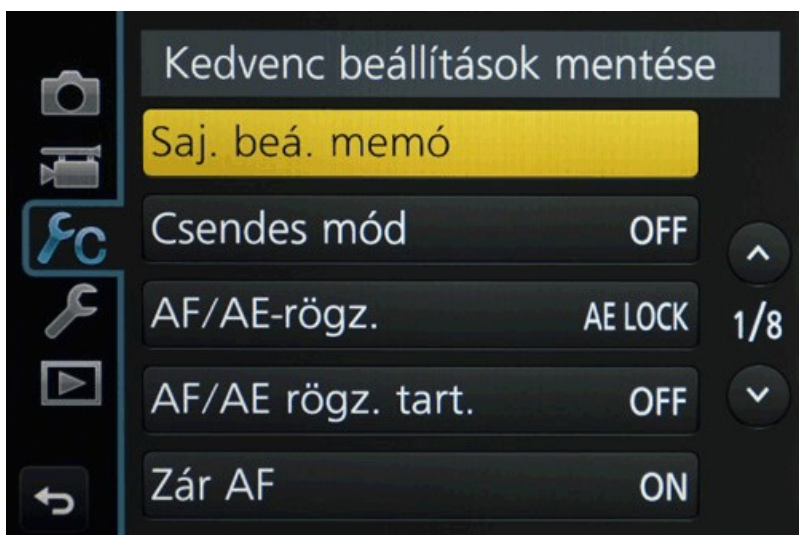 Kedvenc beállítások mentése
Saj. beá. memó
Csendes mód OFF
AF/AE-rögz. AE LOCK
AF/AE rögz. tart. OFF
Zár AF ON
C
1/8